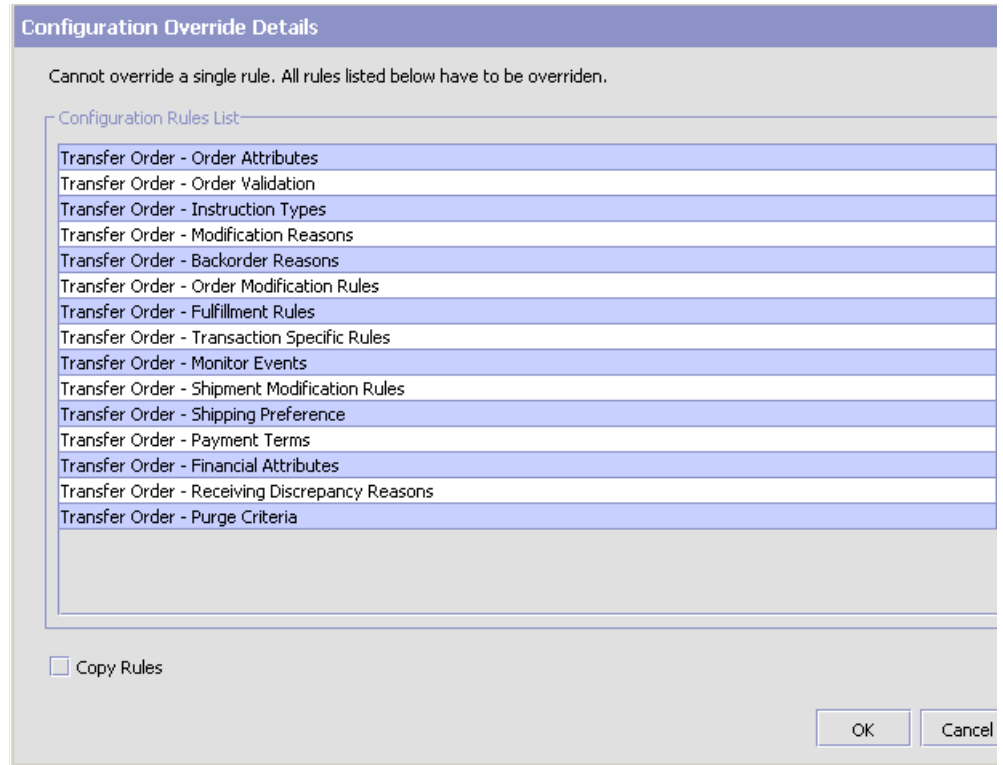 Configuration Override Details
Cannot override a single rule. All rules listed below have to be overriden.
Configuration Rules List
Transfer Order - Order Attributes
Transfer Order - Order Validation
Transfer Order - Instruction Types
Transfer Order - Modification Reasons
Transfer Order - Backorder Reasons
Transfer Order - Order Modification Rules
Transfer Order - Fulfillment Rules
Transfer Order - Transaction Specific Rules
Transfer Order - Monitor Events
Transfer Order - Shipment Modification Rules
Transfer Order - Shipping Preference
Transfer Order - Payment Terms
Transfer Order - Financial Attributes
Transfer Order - Receiving Discrepancy Reasons
Transfer Order - Purge Criteria
Copy Rules
OK Cancel